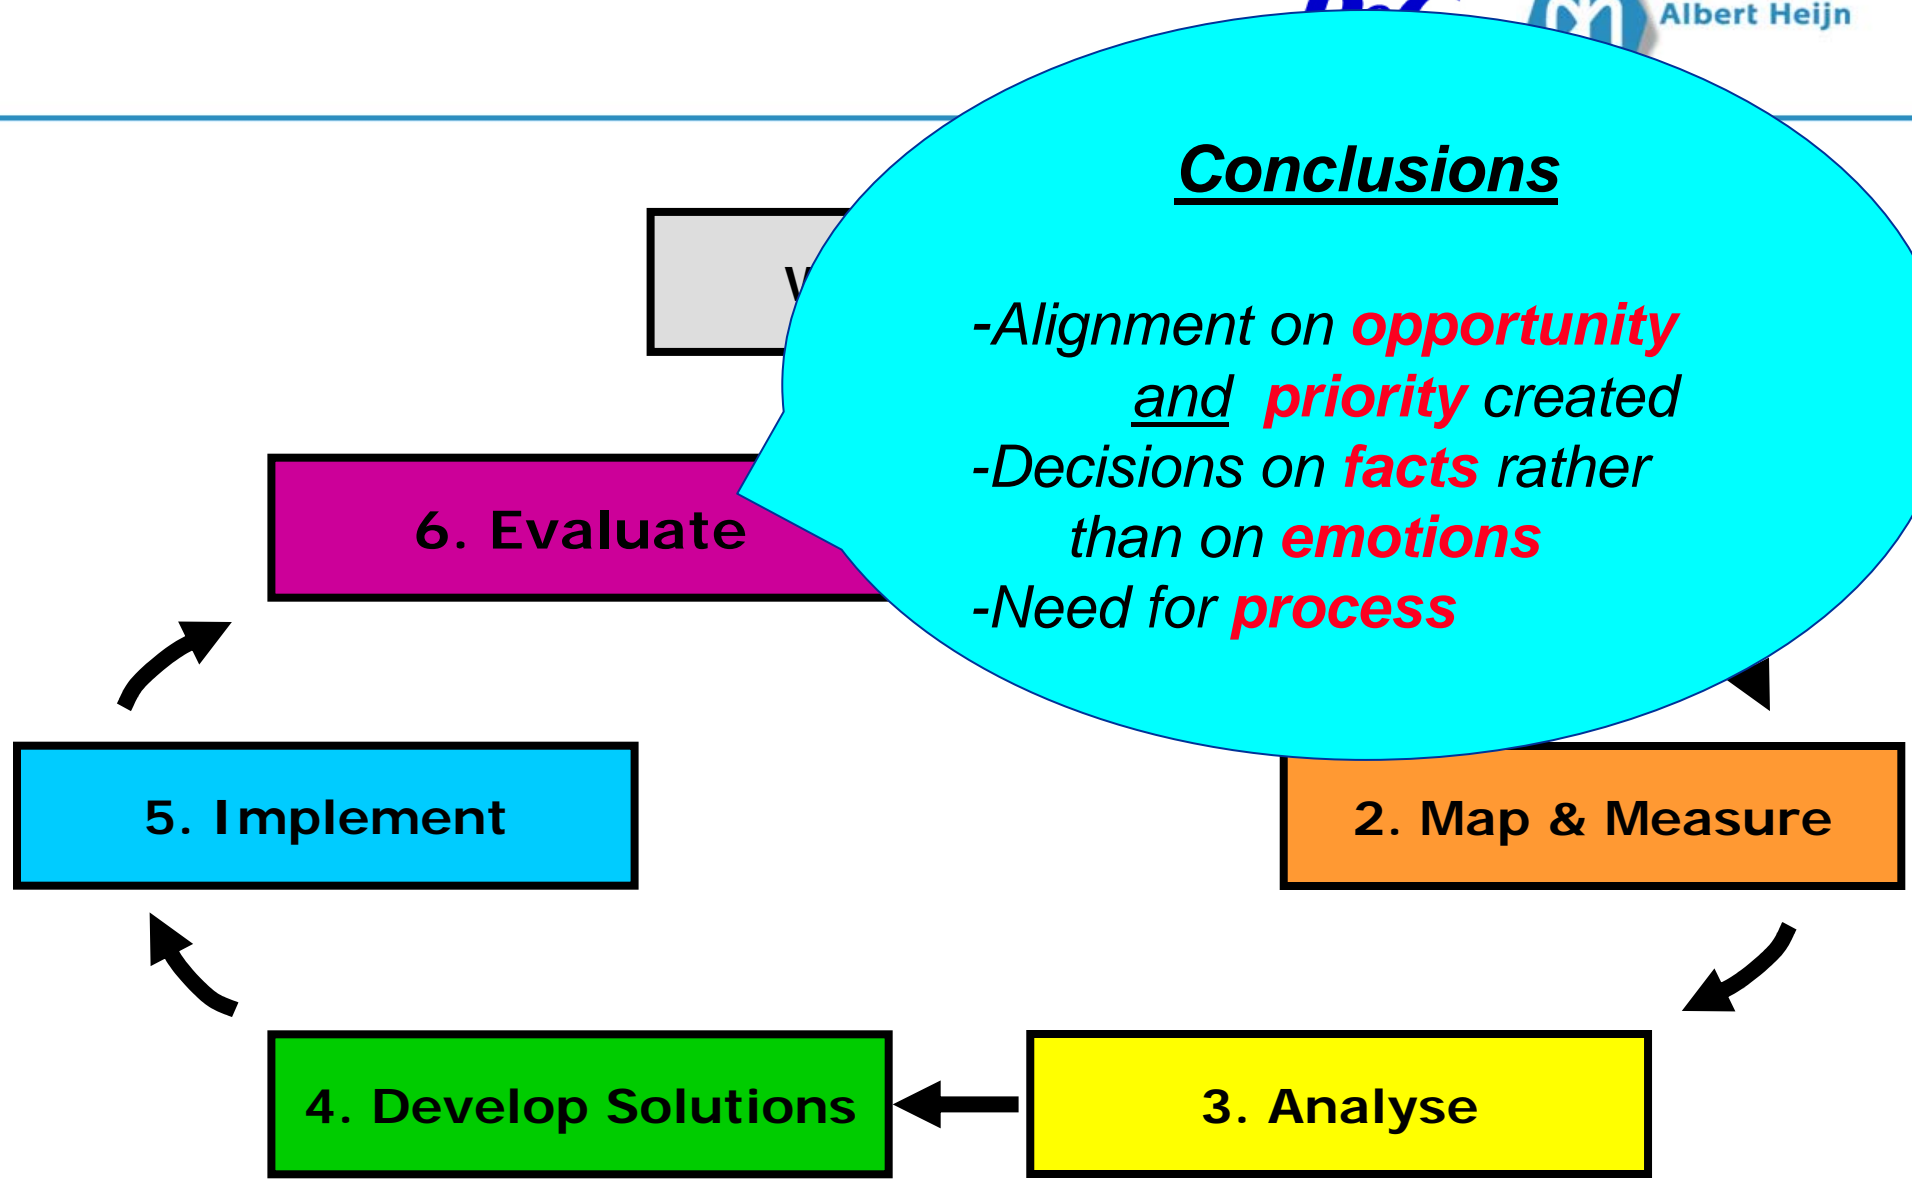 Albert Heijn
Conclusions
-Alignment on opportunity
and priority created
-Decisions on facts rather
than on emotions
-Need for process
6. Evaluate
5. Implement
2. Map & Measure
4. Develop Solutions
3. Analyse